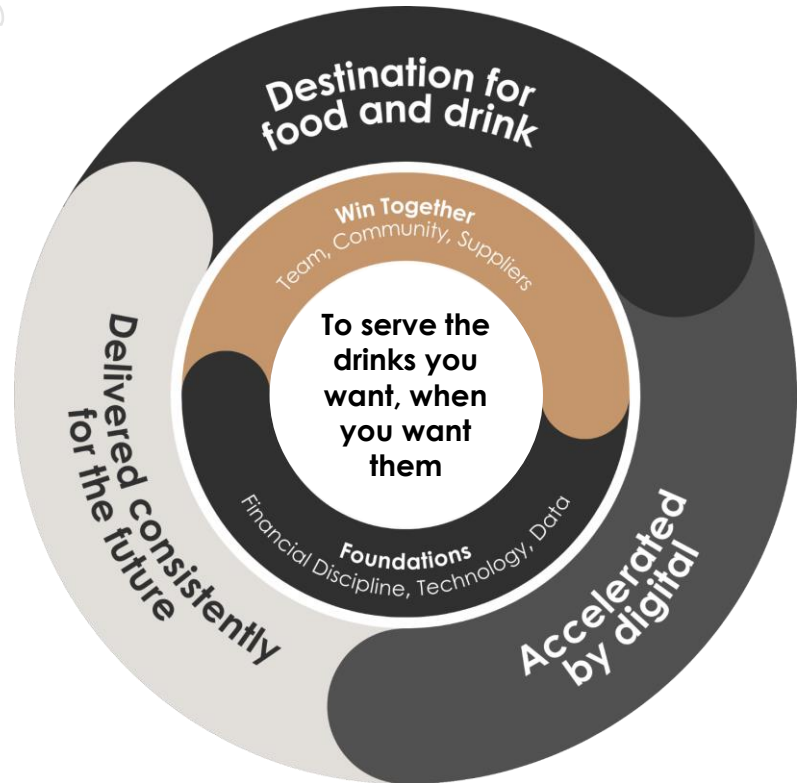 Destination for
food and drink
Win Together
Team, Community, Suppliers
To serve the
drinks you
want, when
you want
them
Foundations
Financial Discipline, Technology, Data
Delivered consistently
for the future
Accelerated
by digital